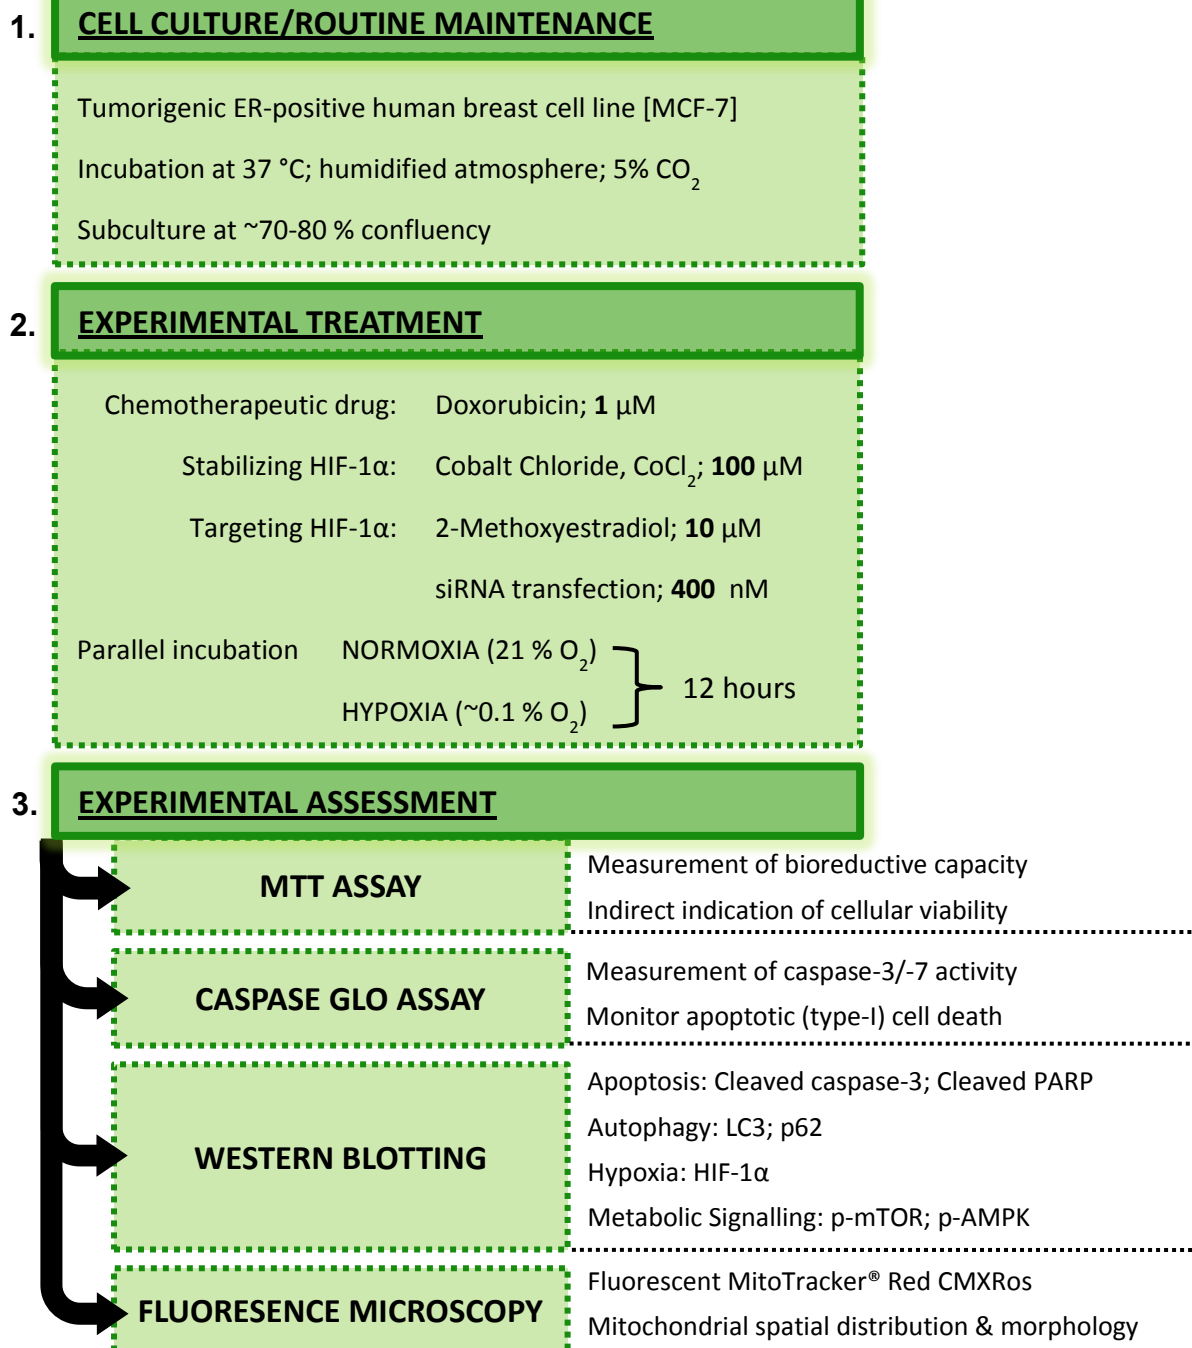 1. CELL CULTURE/ROUTINE MAINTENANCE
Tumorigenic ER-positive human breast cell line [MCF-7]
Incubation at 37 °C; humidified atmosphere; 5% CO₂
Subculture at ~70-80 % confluency
2. EXPERIMENTAL TREATMENT
Chemotherapeutic drug: Doxorubicin; 1 µM
Stabilizing HIF-1α: Cobalt Chloride, CoCl₂; 100 µM
Targeting HIF-1α: 2-Methoxyestradiol; 10 µM
siRNA transfection; 400 nM
Parallel incubation NORMOXIA (21 % O₂)
12 hours
HYPOXIA (~0.1 % O₂)
3. EXPERIMENTAL ASSESSMENT
MTT ASSAY
Measurement of bioreductive capacity
Indirect indication of cellular viability
CASPASE GLO ASSAY
Measurement of caspase-3/-7 activity
Monitor apoptotic (type-I) cell death
WESTERN BLOTTING
Apoptosis: Cleaved caspase-3; Cleaved PARP
Autophagy: LC3; p62
Hypoxia: HIF-1α
Metabolic Signalling: p-mTOR; p-AMPK
FLUORESENCE MICROSCOPY
Fluorescent MitoTracker® Red CMXRos
Mitochondrial spatial distribution & morphology